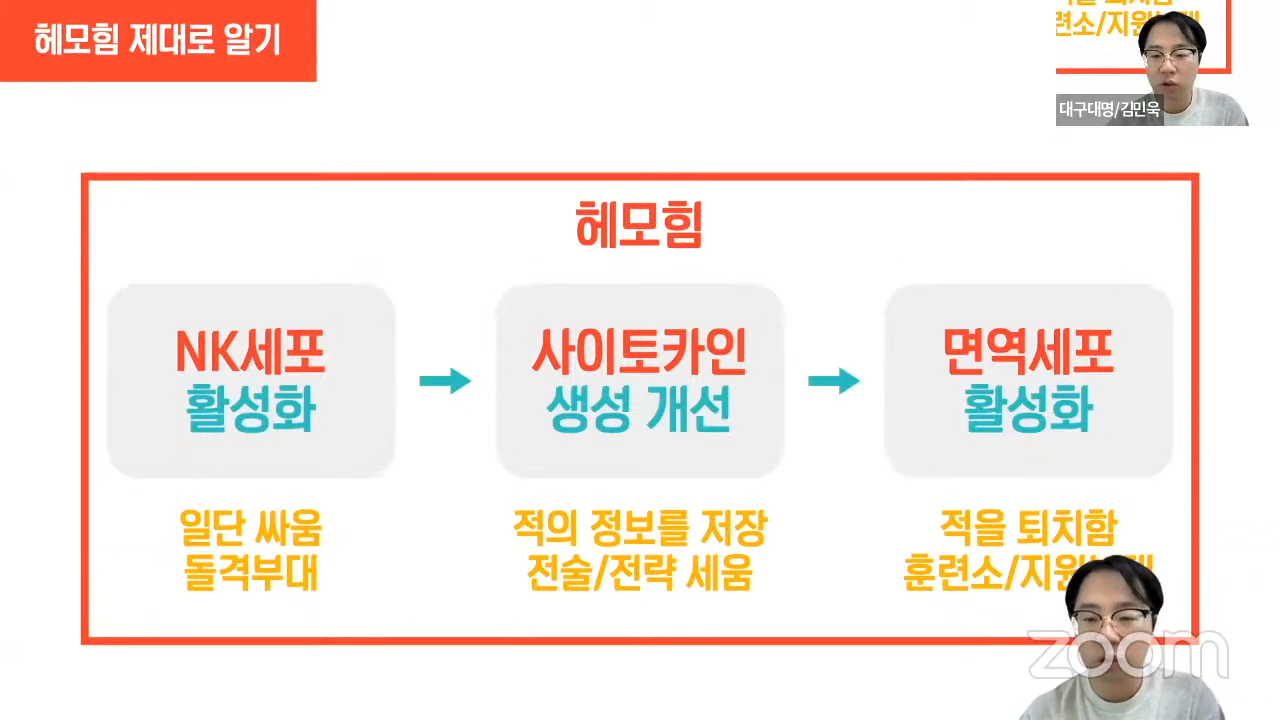 헤모힘 제대로 알기
대구대명/김민욱
헤모힘
NK세포
활성화
사이토카인
생성 개선
면역세포
활성화
일단 싸움
돌격부대
적의 정보를 저장
전술/전략 세움
적을 퇴치함
훈련소/지원
zoom